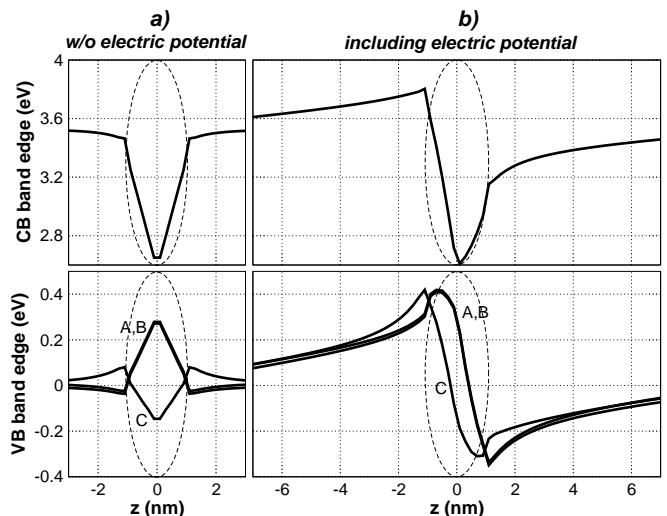 a)
b)
w/o electric potential
including electric potential
CB band edge (eV)
4
3.6
3.2
2.8
VB band edge (eV)
0.4
0.2
0
-0.2
-0.4
A,B
C
A,B
C
-2 0 2
-6 -4 -2 0 2 4 6
z (nm)
z (nm)